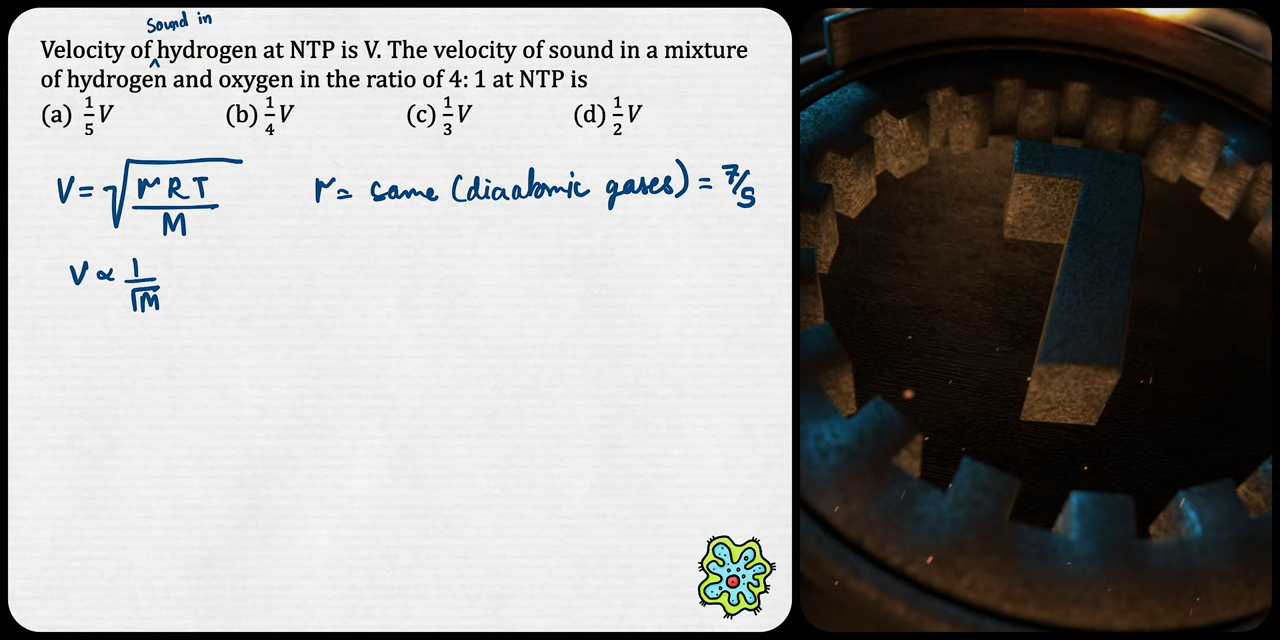 Sound in
Velocity of ^ hydrogen at NTP is V. The velocity of sound in a mixture
of hydrogen and oxygen in the ratio of 4: 1 at NTP is
(a) 1/5 V (b) 1/4 V (c) 1/3 V (d) 1/2 V
V = √(r R T / M) r = same (diaatomic gases) = 7/5
V ∝ 1/√M
7